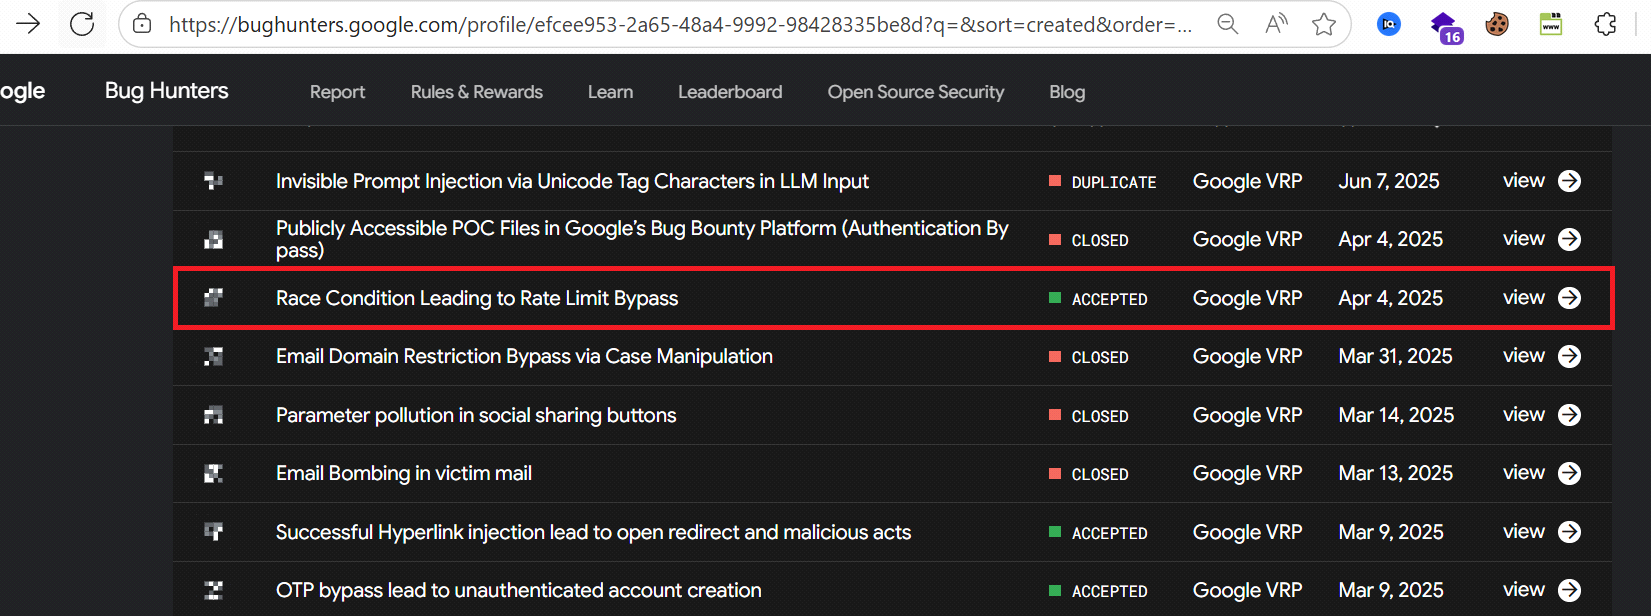 https://bughunters.google.com/profile/efcee953-2a65-48a4-9992-98428335be8d?q=&sort=created&order=...
16
www
ogle Bug Hunters Report Rules & Rewards Learn Leaderboard Open Source Security Blog
Invisible Prompt Injection via Unicode Tag Characters in LLM Input DUPLICATE Google VRP Jun 7, 2025 view
Publicly Accessible POC Files in Google’s Bug Bounty Platform (Authentication By
pass) CLOSED Google VRP Apr 4, 2025 view
Race Condition Leading to Rate Limit Bypass ACCEPTED Google VRP Apr 4, 2025 view
Email Domain Restriction Bypass via Case Manipulation CLOSED Google VRP Mar 31, 2025 view
Parameter pollution in social sharing buttons CLOSED Google VRP Mar 14, 2025 view
Email Bombing in victim mail CLOSED Google VRP Mar 13, 2025 view
Successful Hyperlink injection lead to open redirect and malicious acts ACCEPTED Google VRP Mar 9, 2025 view
OTP bypass lead to unauthenticated account creation ACCEPTED Google VRP Mar 9, 2025 view